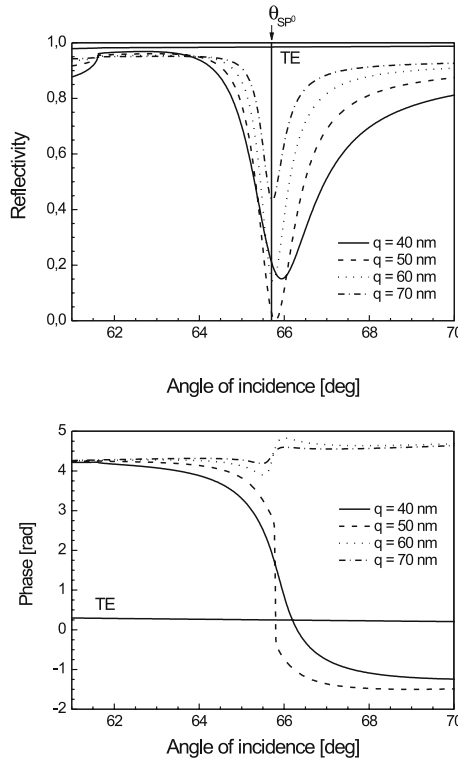 θSP⁰
1,0
TE
0,8
0,6
Reflectivity
0,4
q = 40 nm
q = 50 nm
0,2
q = 60 nm
q = 70 nm
0,0
62 64 66 68 70
Angle of incidence [deg]
5
4
3
q = 40 nm
q = 50 nm
Phase [rad]
2
q = 60 nm
q = 70 nm
1
TE
0
-1
-2
62 64 66 68 70
Angle of incidence [deg]